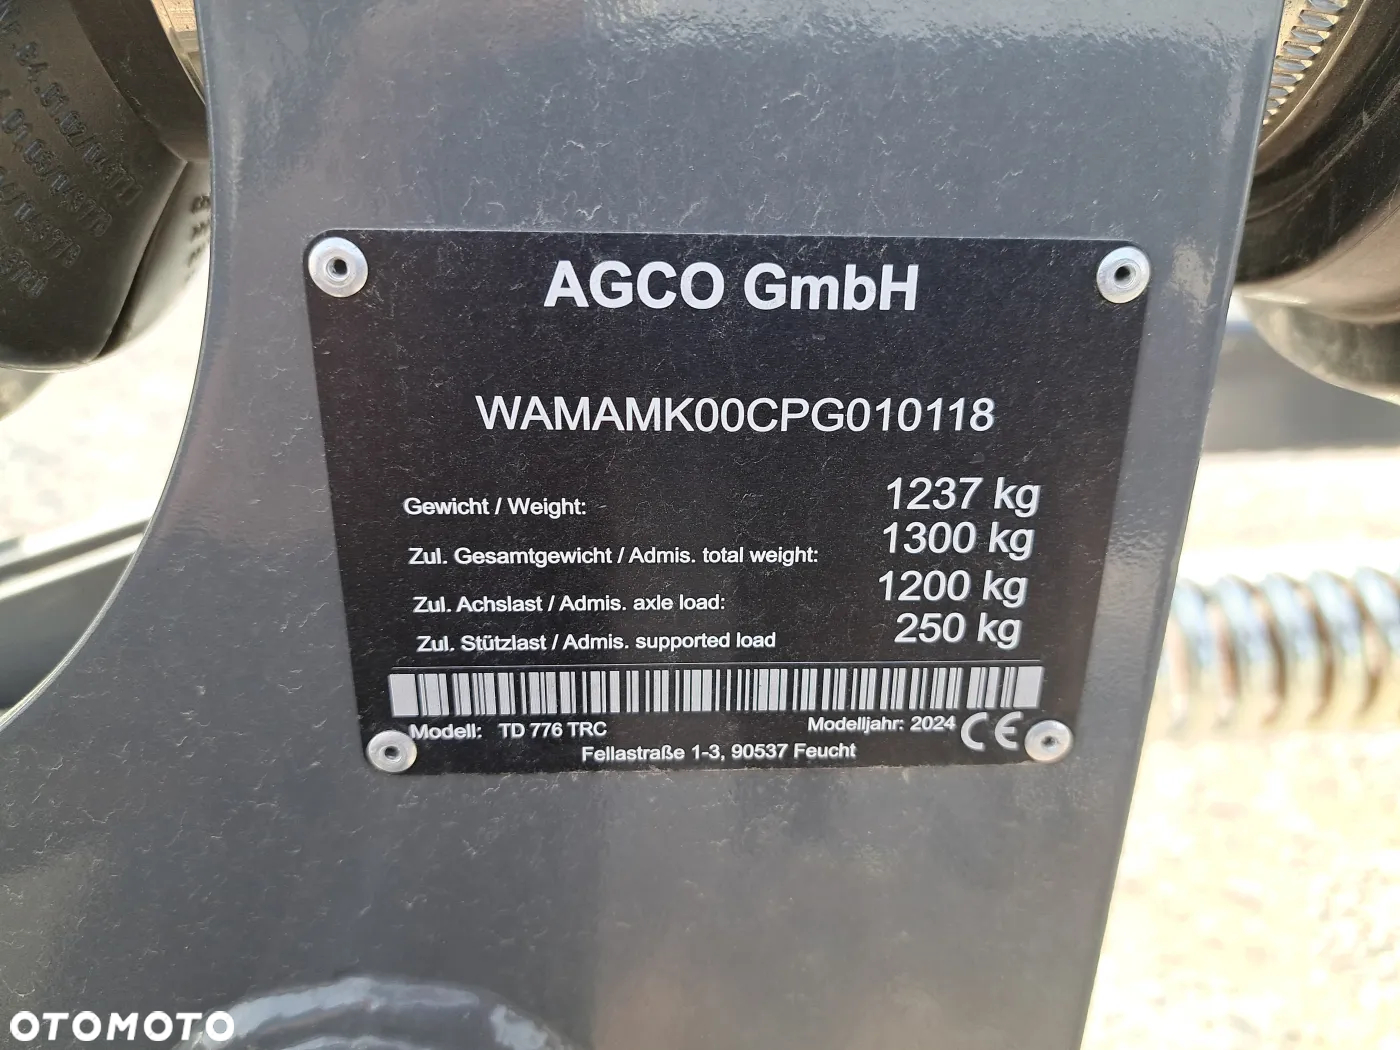 AGCO GmbH
WAMAMK00CPG010118
Gewicht / Weight: 1237 kg
Zul. Gesamtgewicht / Admis. total weight: 1300 kg
Zul. Achslast / Admis. axle load: 1200 kg
Zul. Stützlast / Admis. supported load 250 kg
Modell: TD 776 TRC Modelljahr: 2024 CE
Fellastraße 1-3, 90537 Feucht
OTOMOTO